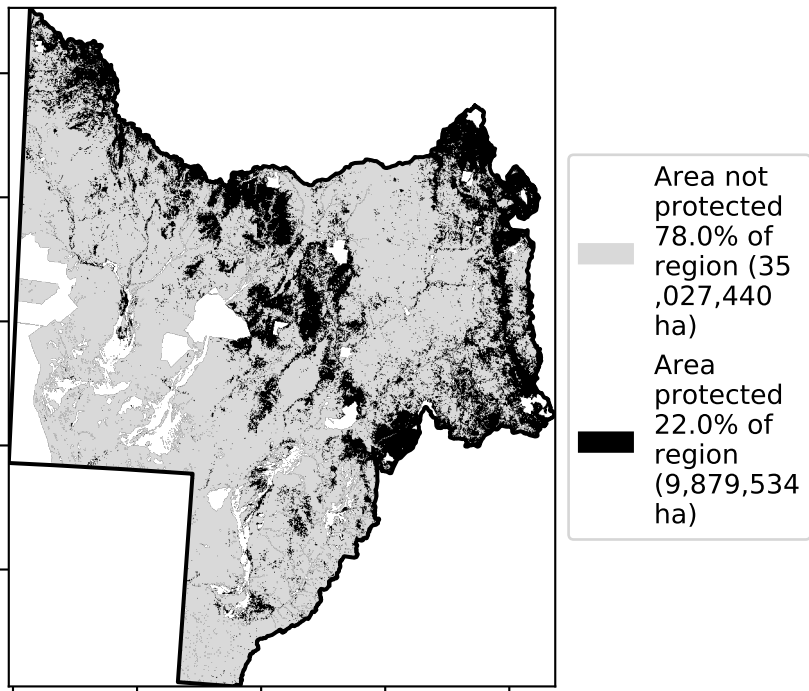 Area not
protected
78.0% of
region (35
,027,440
ha)
Area
protected
22.0% of
region
(9,879,534
ha)